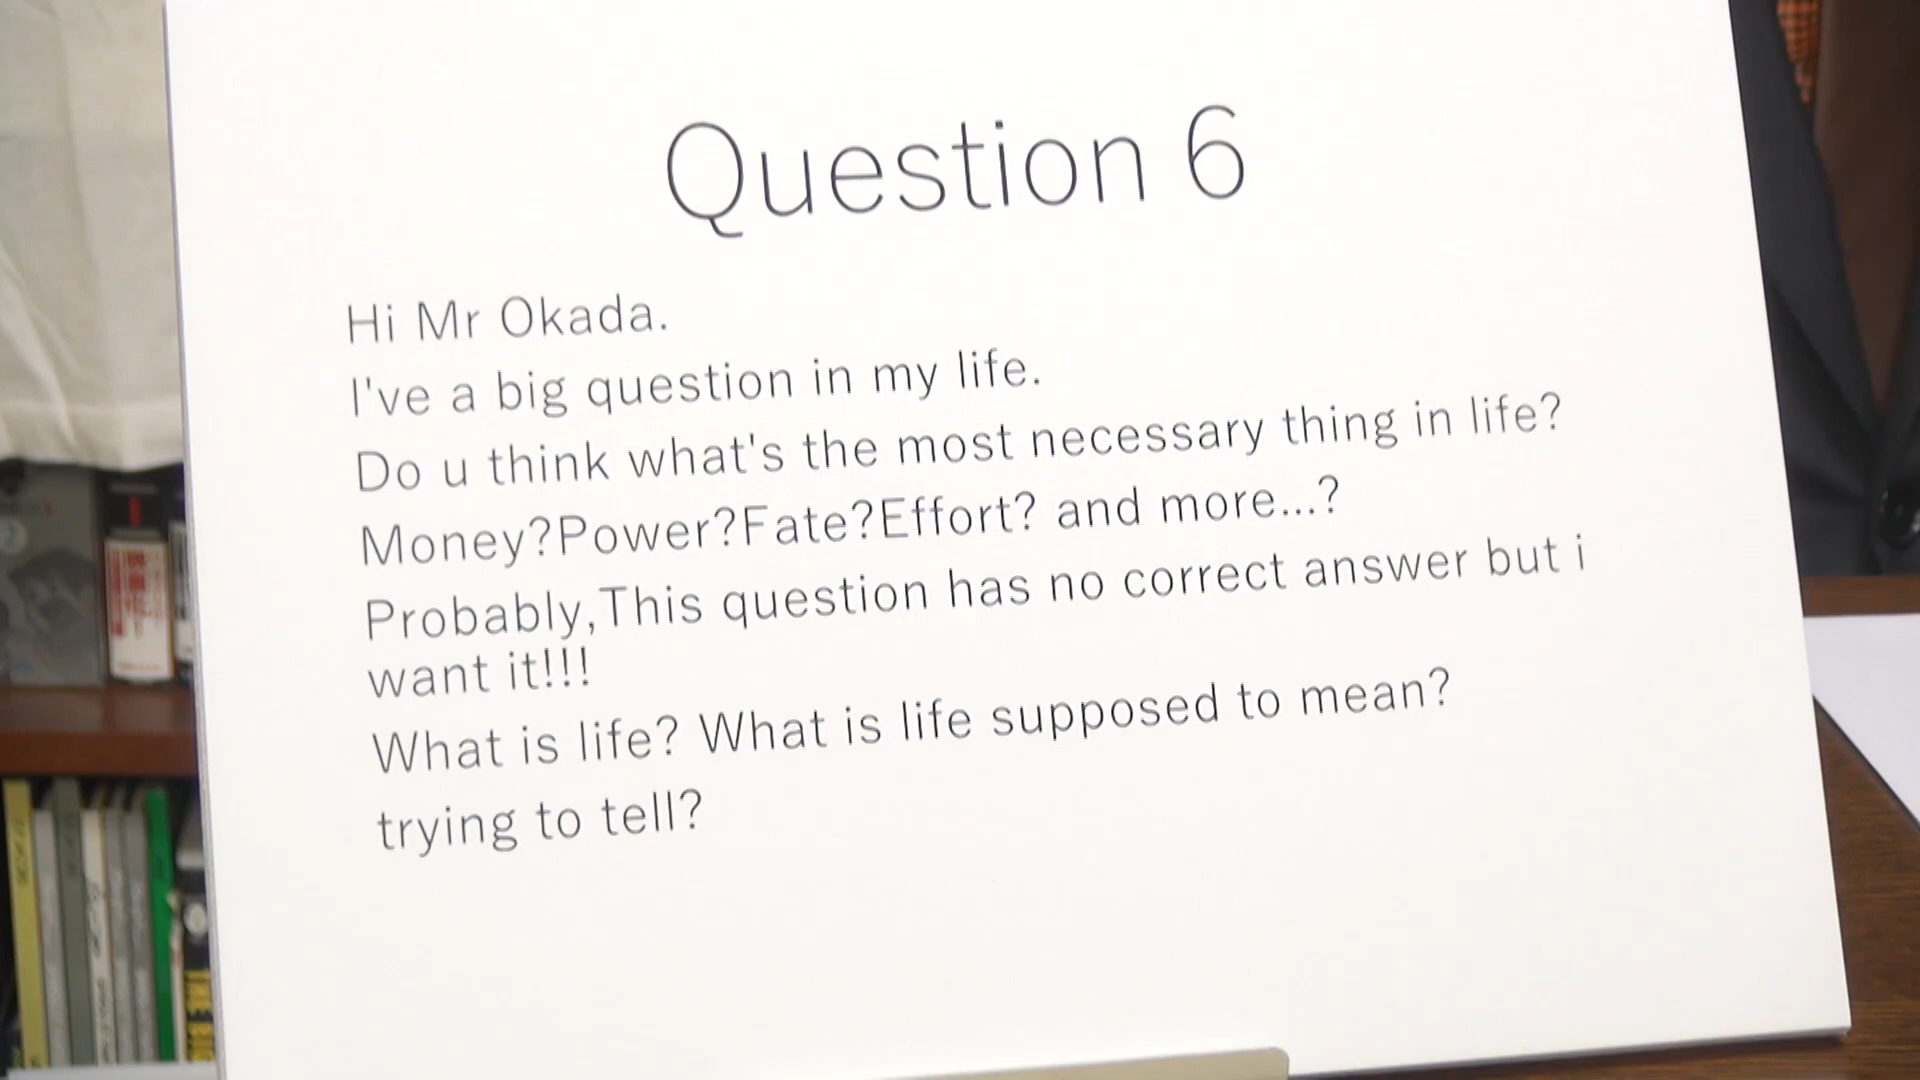 Question 6
Hi Mr Okada.
I've a big question in my life.
Do u think what's the most necessary thing in life?
Money?Power?Fate?Effort? and more...?
Probably,This question has no correct answer but i
want it!!!
What is life? What is life supposed to mean?
trying to tell?